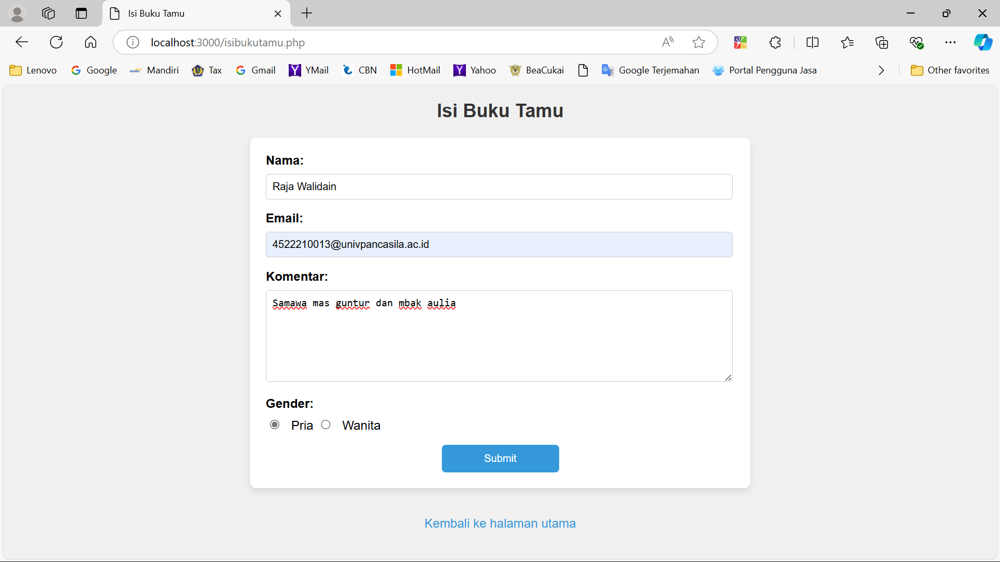 Isi Buku Tamu
localhost:3000/isibukutamu.php
Lenovo Google Mandiri Tax Gmail YMail CBN HotMail Yahoo BeaCukai Google Terjemahan Portal Pengguna Jasa Other favorites
Isi Buku Tamu
Nama:
Raja Walidain
Email:
4522210013@univpancasila.ac.id
Komentar:
Samawa mas guntur dan mbak aulia
Gender:
Pria Wanita
Submit
Kembali ke halaman utama